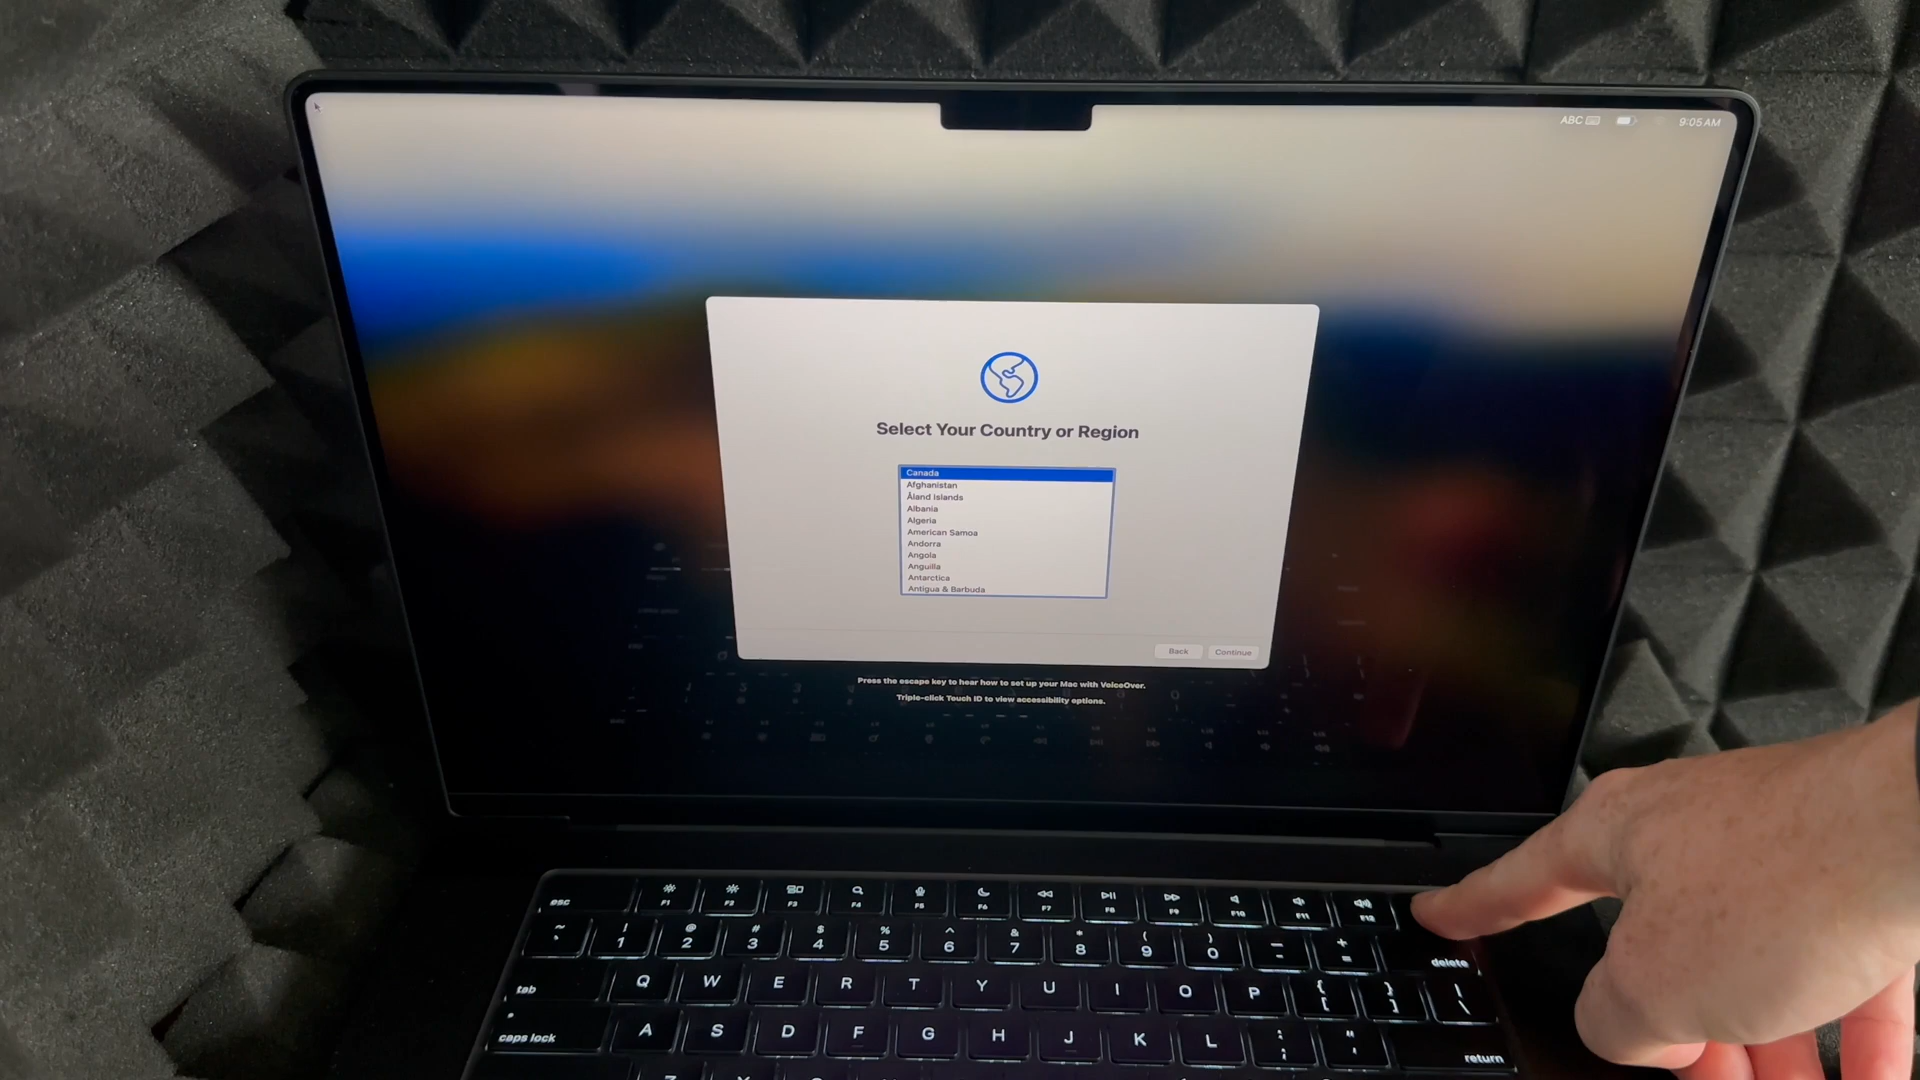 ABC
9:05 AM
Select Your Country or Region
Canada
Afghanistan
Åland Islands
Albania
Algeria
American Samoa
Andorra
Angola
Anguilla
Antarctica
Antigua & Barbuda
Back Continue
Press the escape key to hear how to set up your Mac with VoiceOver.
Triple-click Touch ID to view accessibility options.
esc F1 F2 F3 F4 F5 F6 F7 F8 F9 F10 F11 F12
~ ! @ # $ % ^ & * ( ) — +
` 1 2 3 4 5 6 7 8 9 0 - =
delete
tab Q W E R T Y U I O P { [ } ] | \
caps lock A S D F G H J K L : ; " '
return